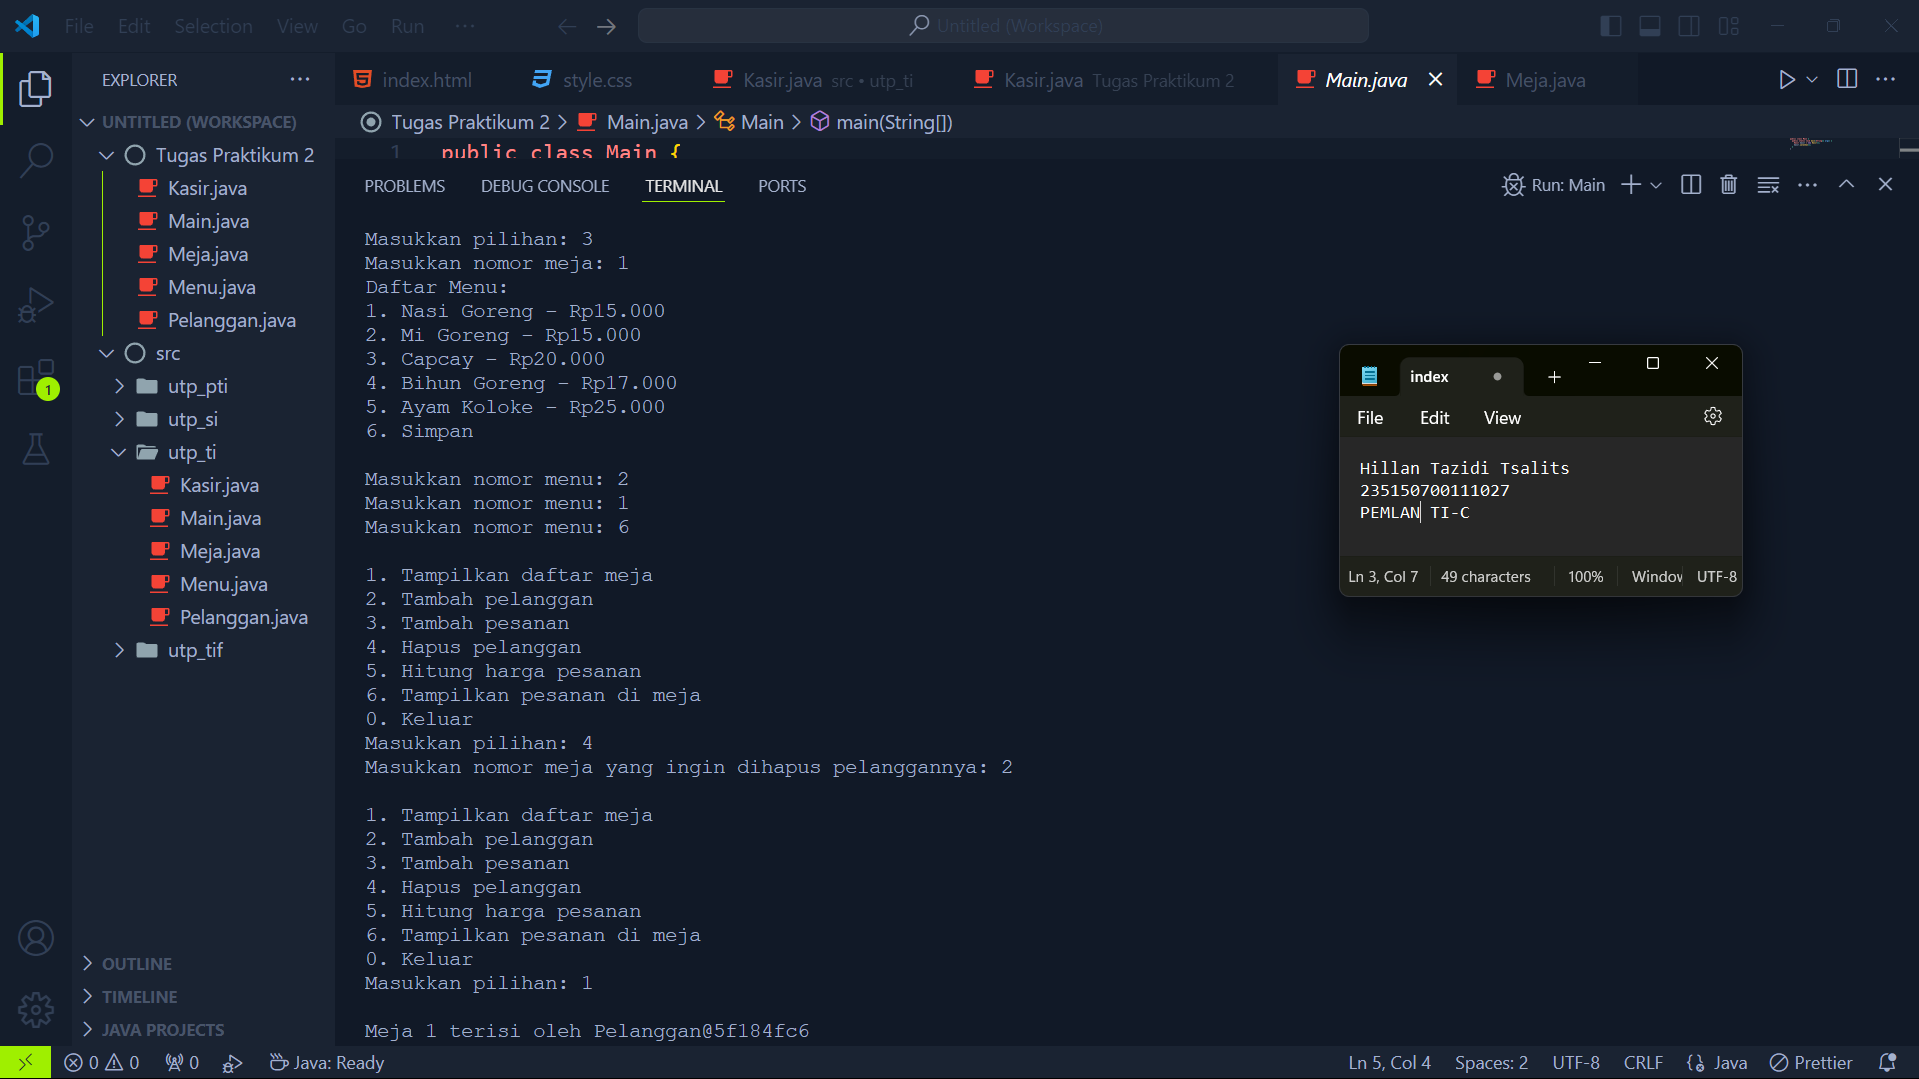 File Edit Selection View Go Run ···
Untitled (Workspace)
EXPLORER
index.html
style.css
Kasir.java src • utp_ti
Kasir.java Tugas Praktikum 2
Main.java
Meja.java
UNTITLED (WORKSPACE)
Tugas Praktikum 2
Kasir.java
Main.java
Meja.java
Menu.java
Pelanggan.java
src
utp_pti
utp_si
utp_ti
Kasir.java
Main.java
Meja.java
Menu.java
Pelanggan.java
utp_tif
OUTLINE
TIMELINE
JAVA PROJECTS
Tugas Praktikum 2 > Main.java > Main > main(String[])
1 public class Main {
PROBLEMS DEBUG CONSOLE TERMINAL PORTS
Run: Main
Masukkan pilihan: 3
Masukkan nomor meja: 1
Daftar Menu:
1. Nasi Goreng - Rp15.000
2. Mi Goreng - Rp15.000
3. Capcay - Rp20.000
4. Bihun Goreng - Rp17.000
5. Ayam Koloke - Rp25.000
6. Simpan
Masukkan nomor menu: 2
Masukkan nomor menu: 1
Masukkan nomor menu: 6
1. Tampilkan daftar meja
2. Tambah pelanggan
3. Tambah pesanan
4. Hapus pelanggan
5. Hitung harga pesanan
6. Tampilkan pesanan di meja
0. Keluar
Masukkan pilihan: 4
Masukkan nomor meja yang ingin dihapus pelanggannya: 2
1. Tampilkan daftar meja
2. Tambah pelanggan
3. Tambah pesanan
4. Hapus pelanggan
5. Hitung harga pesanan
6. Tampilkan pesanan di meja
0. Keluar
Masukkan pilihan: 1
Meja 1 terisi oleh Pelanggan@5f184fc6
index
File Edit View
Hillan Tazidi Tsalits
235150700111027
PEMLAN TI-C
Ln 3, Col 7 49 characters 100% Window UTF-8
1
0 0 0 Java: Ready
Ln 5, Col 4 Spaces: 2 UTF-8 CRLF Java Prettier